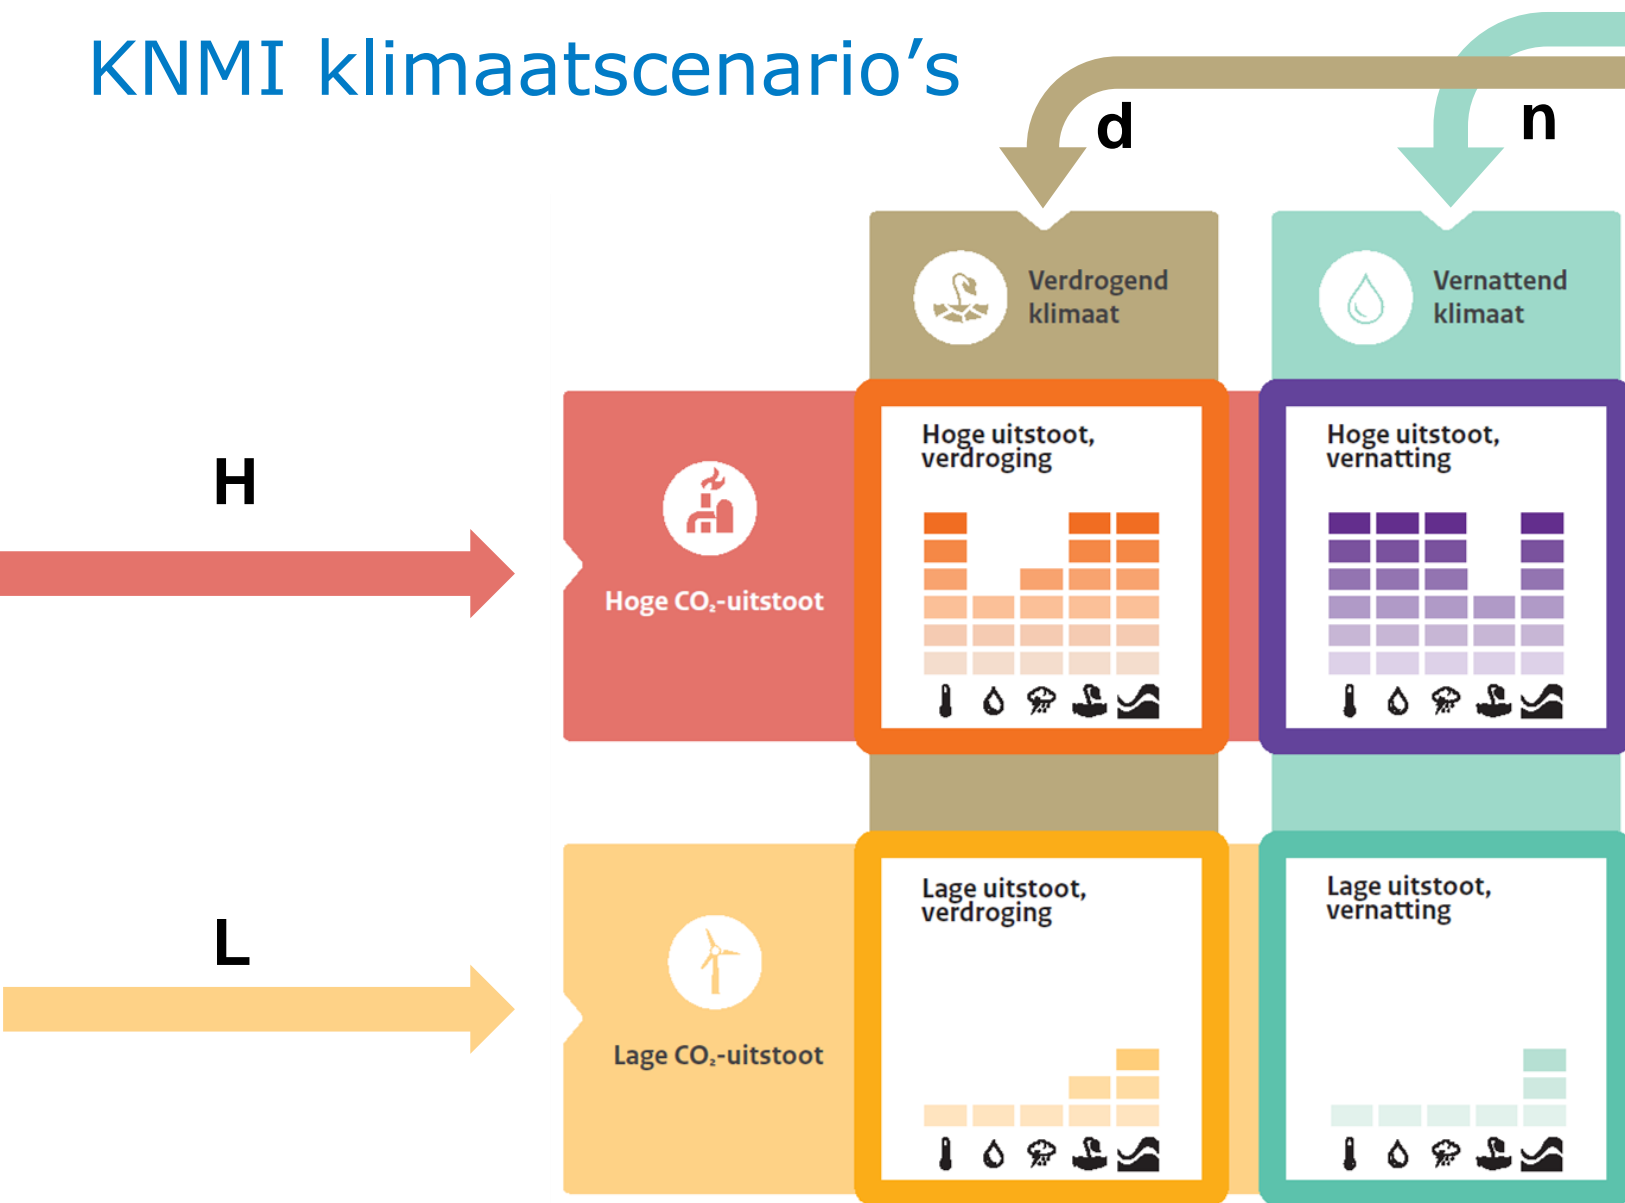 KNMI klimaatscenario’s
d
n
Verdrogend
klimaat
Vernattend
klimaat
H
Hoge CO₂-uitstoot
Hoge uitstoot,
verdroging
Hoge uitstoot,
vernatting
L
Lage CO₂-uitstoot
Lage uitstoot,
verdroging
Lage uitstoot,
vernatting